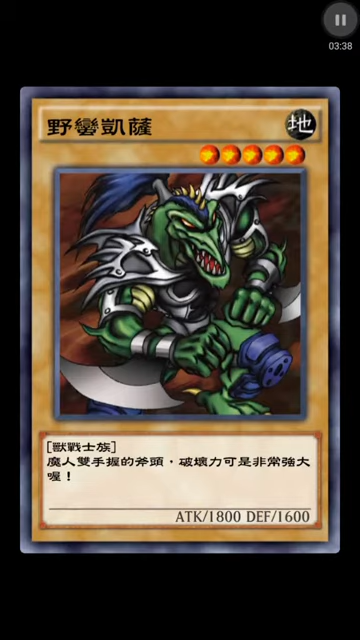 03:38
野蠻凱薩
地
[獸戰士族]
魔人雙手握的斧頭，破壞力可是非常強大
喔！
ATK/1800 DEF/1600